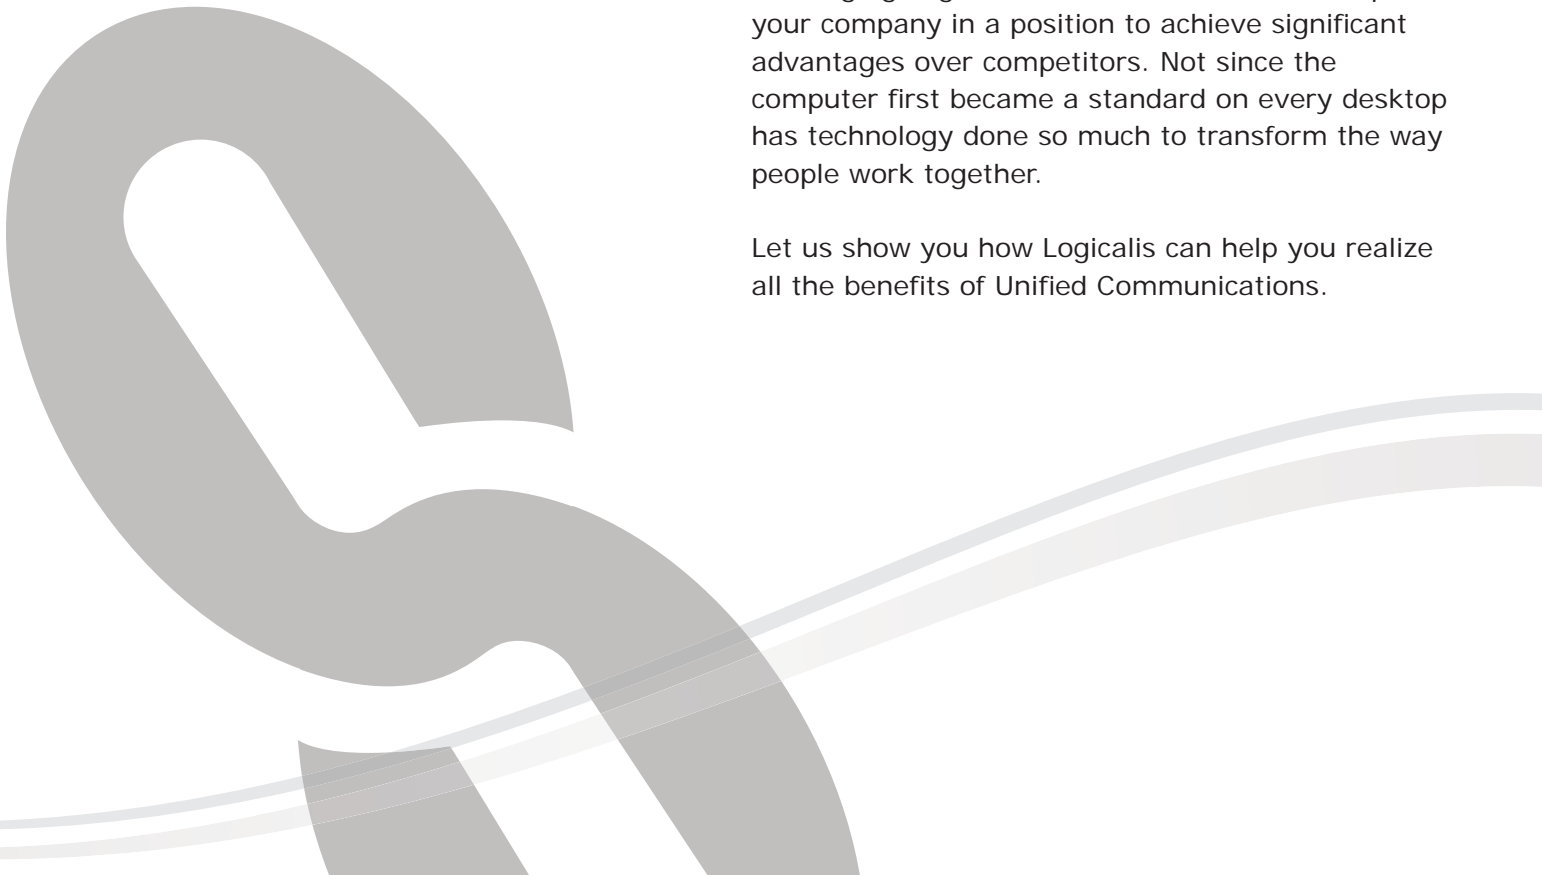 your company in a position to achieve significant
advantages over competitors. Not since the
computer first became a standard on every desktop
has technology done so much to transform the way
people work together.
Let us show you how Logicalis can help you realize
all the benefits of Unified Communications.